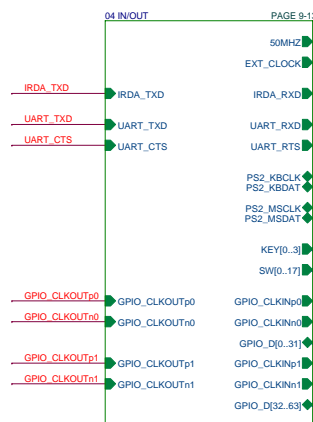 04 IN/OUT PAGE 9-13
50MHZ
EXT_CLOCK
IRDA_TXD IRDA_TXD IRDA_RXD
UART_TXD UART_TXD UART_RXD
UART_CTS UART_CTS UART_RTS
PS2_KBCLK
PS2_KBDAT
PS2_MSCLK
PS2_MSDAT
KEY[0..3]
SW[0..17]
GPIO_CLKOUTp0 GPIO_CLKOUTp0 GPIO_CLKINp0
GPIO_CLKOUTn0 GPIO_CLKOUTn0 GPIO_CLKINn0
GPIO_D[0..31]
GPIO_CLKOUTp1 GPIO_CLKOUTp1 GPIO_CLKINp1
GPIO_CLKOUTn1 GPIO_CLKOUTn1 GPIO_CLKINn1
GPIO_D[32..63]